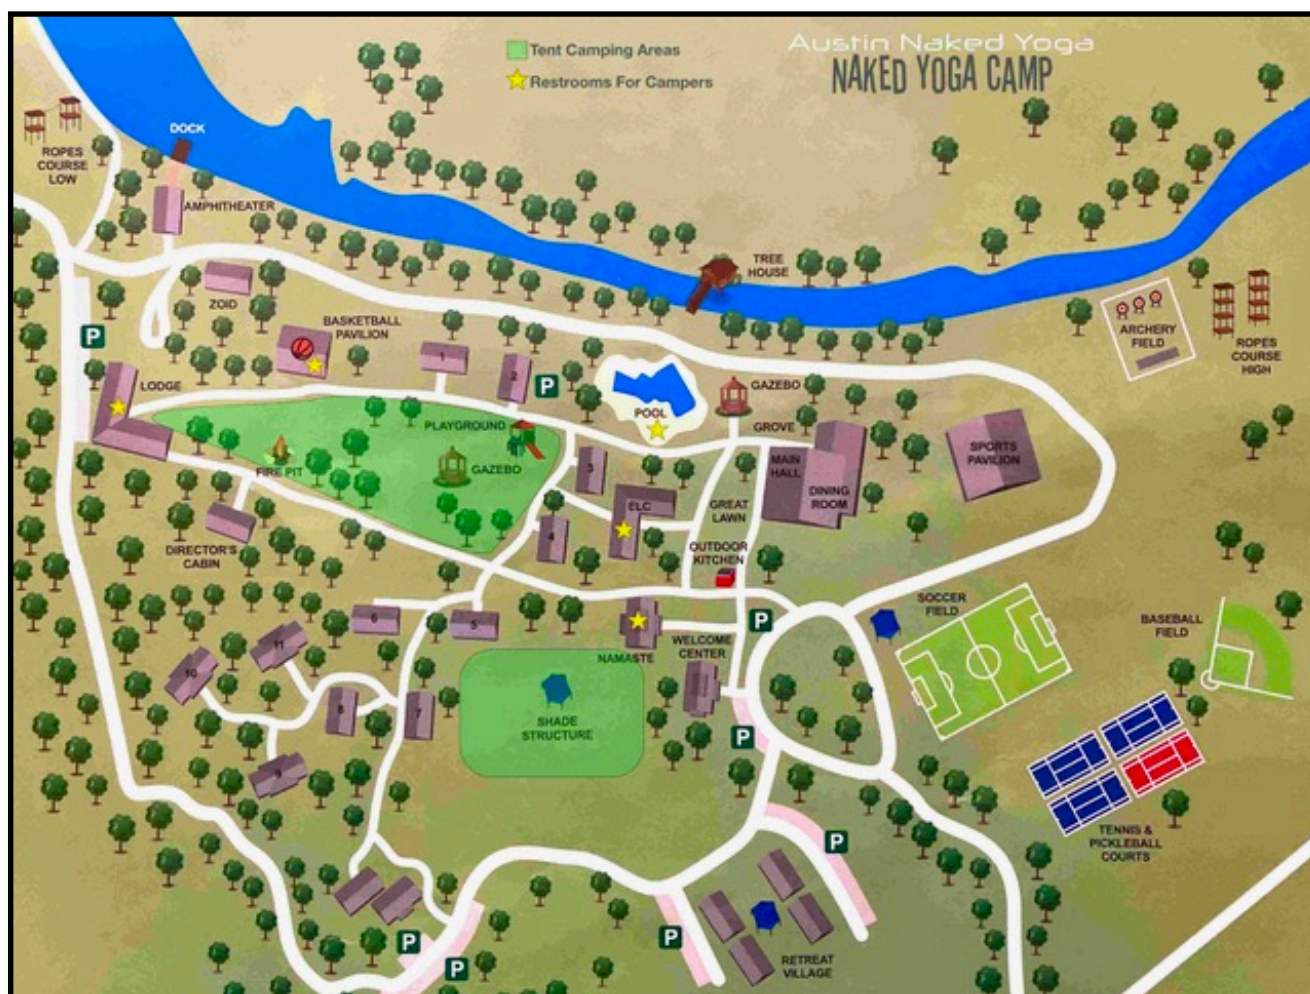 Austin Naked Yoga
NAKED YOGA CAMP
Tent Camping Areas
Restrooms For Campers
DOCK
ROPES
COURSE
LOW
AMPHITHEATER
TREE
HOUSE
ZOID
BASKETBALL
PAVILION
ARCHERY
FIELD
ROPES
COURSE
HIGH
P
LODGE
1
2
P
GAZEBO
POOL
PLAYGROUND
GROVE
FIRE PIT
GAZEBO
3
MAIN
HALL
SPORTS
PAVILION
DINING
ROOM
ELC
GREAT
LAWN
4
DIRECTOR'S
CABIN
OUTDOOR
KITCHEN
6
5
P
SOCCER
FIELD
BASEBALL
FIELD
11
NAMASTE
WELCOME
CENTER
10
8
7
SHADE
STRUCTURE
P
9
TENNIS &
PICKLEBALL
COURTS
P
P
P
P
RETREAT
VILLAGE